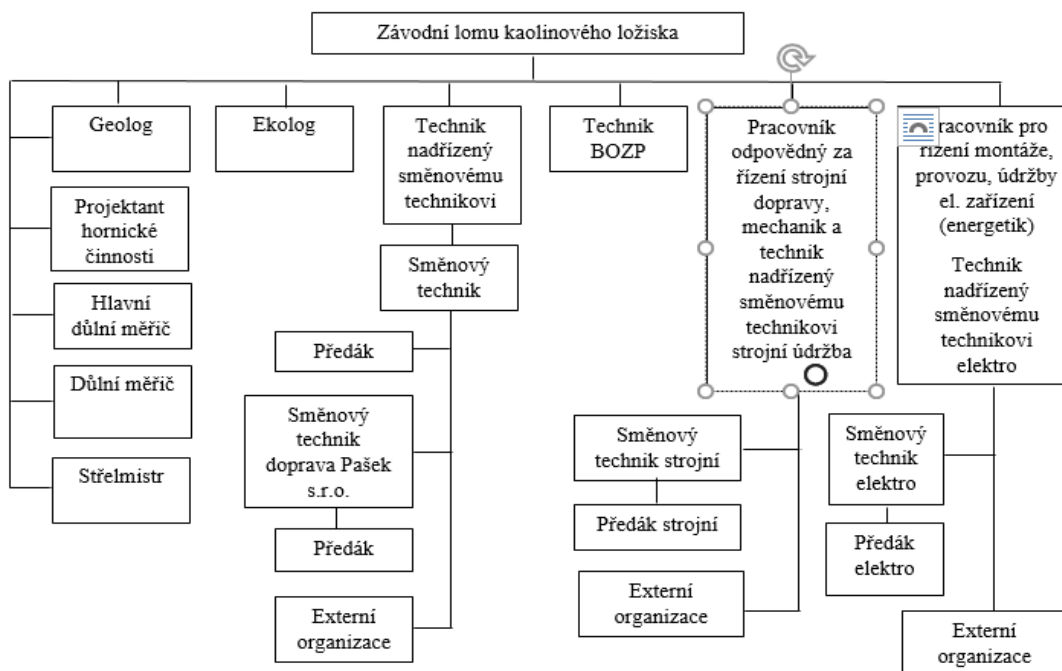 Závodní lomu kaolinového ložiska
Geolog
Ekolog
Technik
nadřízený
směnovému
technikovi
Technik
BOZP
Pracovník
odpovědný za
řízení strojní
dopravy,
mechanik a
technik
nadřízený
směnovému
technikovi
strojní údržba
racovník pro
řízení montáže,
provozu, údržby
el. zařízení
(energetik)
Technik
nadřízený
směnovému
technikovi
elektro
Projektant
hornické
činnosti
Hlavní
důlní měřič
Důlní měřič
Střelmistr
Směnový
technik
Předák
Směnový
technik
doprava Pašek
s.r.o.
Předák
Externí
organizace
Směnový
technik strojní
Předák strojní
Externí
organizace
Směnový
technik
elektro
Předák
elektro
Externí
organizace